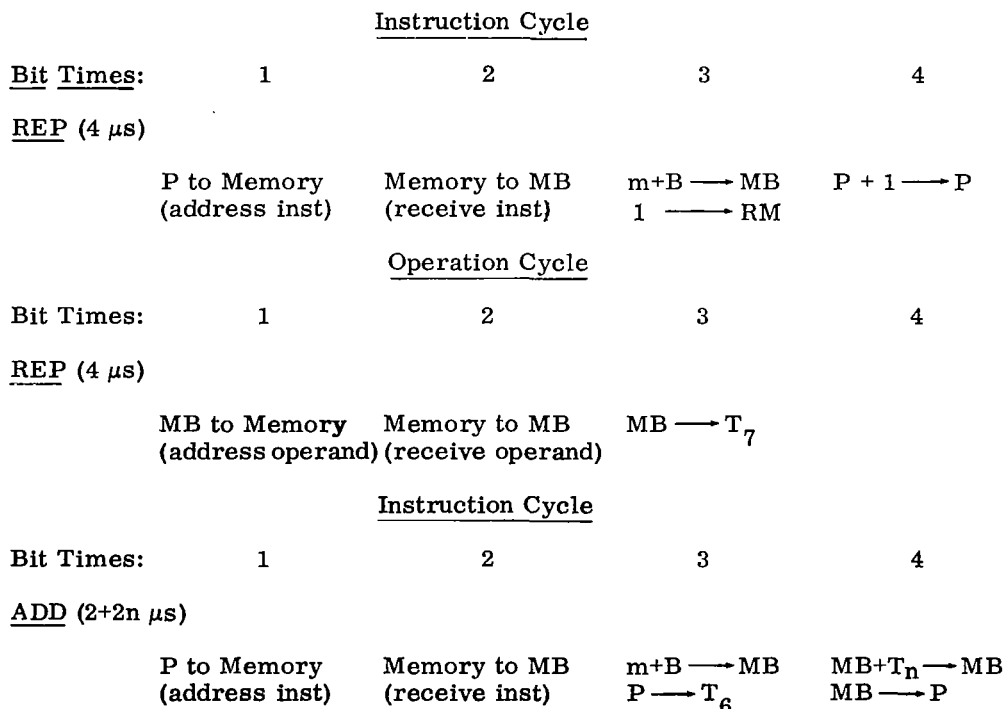 Instruction Cycle
Bit Times: 1 2 3 4
REP (4 μs)
P to Memory Memory to MB m+B → MB P + 1 → P
(address inst) (receive inst) 1 → RM
Operation Cycle
Bit Times: 1 2 3 4
REP (4 μs)
MB to Memory Memory to MB MB → T7
(address operand) (receive operand)
Instruction Cycle
Bit Times: 1 2 3 4
ADD (2+2n μs)
P to Memory Memory to MB m+B → MB MB+Tn → MB
(address inst) (receive inst) P → T6 MB → P